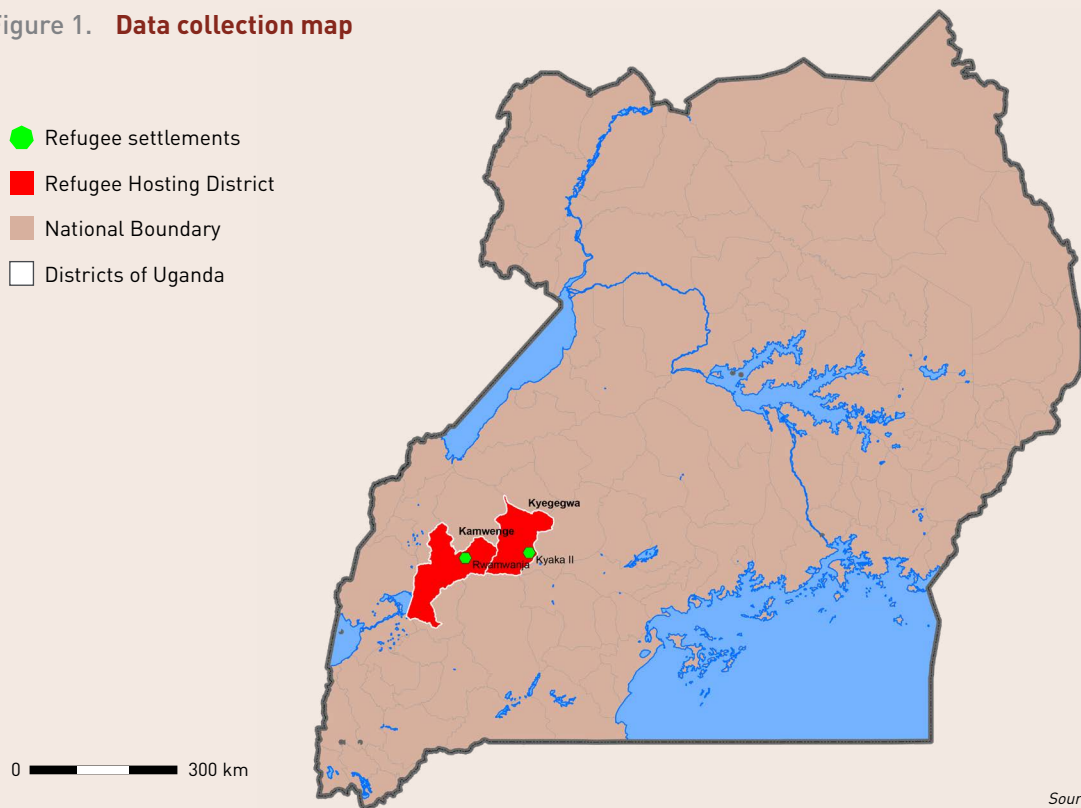 igure 1. Data collection map
Refugee settlements
Refugee Hosting District
National Boundary
Districts of Uganda
Kyegegwa
Kamwenge
Rwamwanja
Kyaka II
0 300 km
Sour